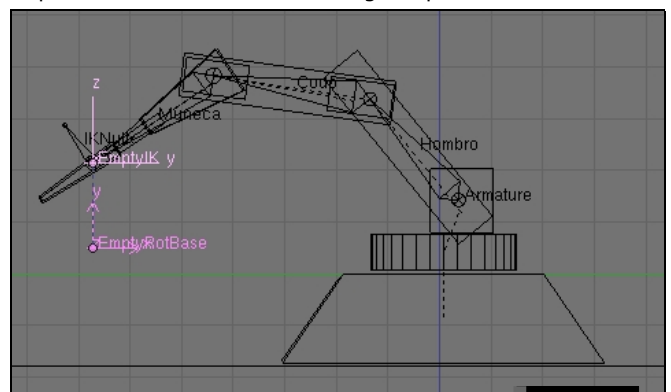 z
Codo
Muneca
IKNull
EmptyIK y
Hombro
Armature
y
EmptyRotBase